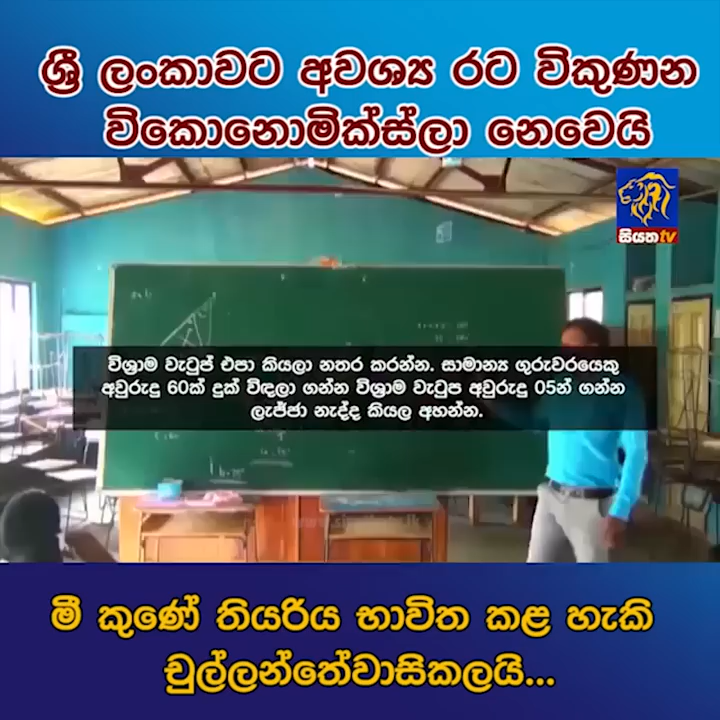 ශ්‍රී ලංකාවට අවශ්‍ය රට විකුණන
විකොනොමික්ස්ලා නෙවෙයි
සියත tv
විශ්‍රාම වැටුප් එපා කියලා නතර කරන්න. සාමාන්‍ය ගුරුවරයෙකු
අවුරුදු 60ක් දුක් විඳලා ගන්න විශ්‍රාම වැටුප අවුරුදු 05න් ගන්න
ලැජ්ජා නැද්ද කියල අහන්න.
මී කුණේ තියරිය භාවිත කළ හැකි
චුල්ලන්තේවාසිකලයි...